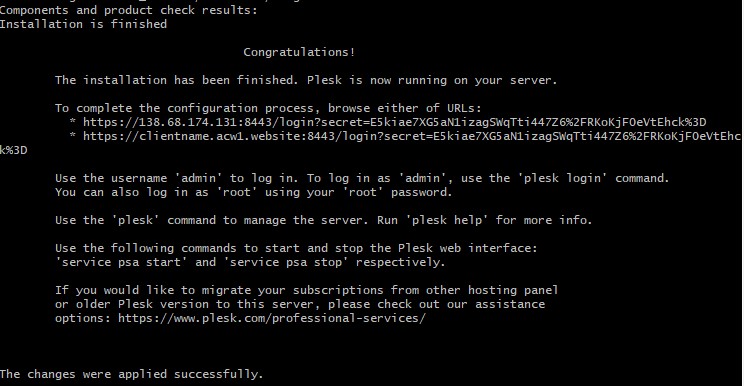 Components and product check results:
Installation is finished
Congratulations!
The installation has been finished. Plesk is now running on your server.
To complete the configuration process, browse either of URLs:
* https://138.68.174.131:8443/login?secret=E5kiae7XG5aN1izagSWqTti447Z6%2FRKoKjFOeVtEhck%3D
* https://clientname.acw1.website:8443/login?secret=E5kiae7XG5aN1izagSWqTti447Z6%2FRKoKjFOeVtEhc
k%3D
Use the username 'admin' to log in. To log in as 'admin', use the 'plesk login' command.
You can also log in as 'root' using your 'root' password.
Use the 'plesk' command to manage the server. Run 'plesk help' for more info.
Use the following commands to start and stop the Plesk web interface:
'service psa start' and 'service psa stop' respectively.
If you would like to migrate your subscriptions from other hosting panel
or older Plesk version to this server, please check out our assistance
options: https://www.plesk.com/professional-services/
The changes were applied successfully.